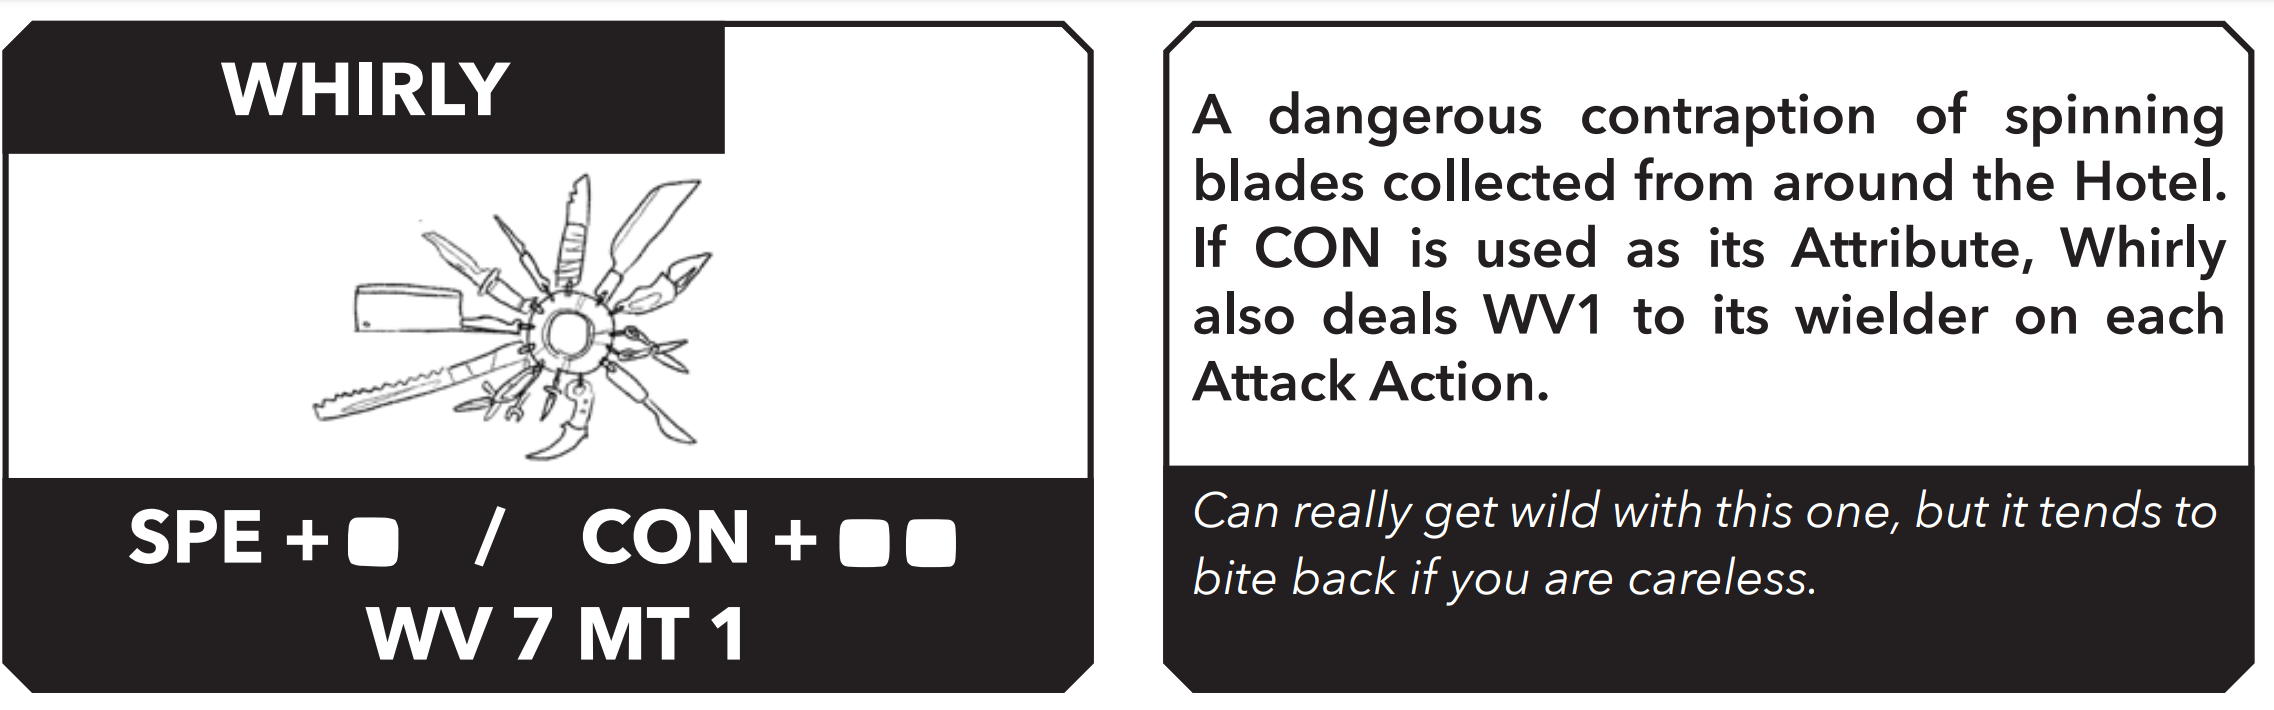 WHIRLY
SPE + / CON +
WV 7 MT 1
A dangerous contraption of spinning
blades collected from around the Hotel.
If CON is used as its Attribute, Whirly
also deals WV1 to its wielder on each
Attack Action.
Can really get wild with this one, but it tends to
bite back if you are careless.